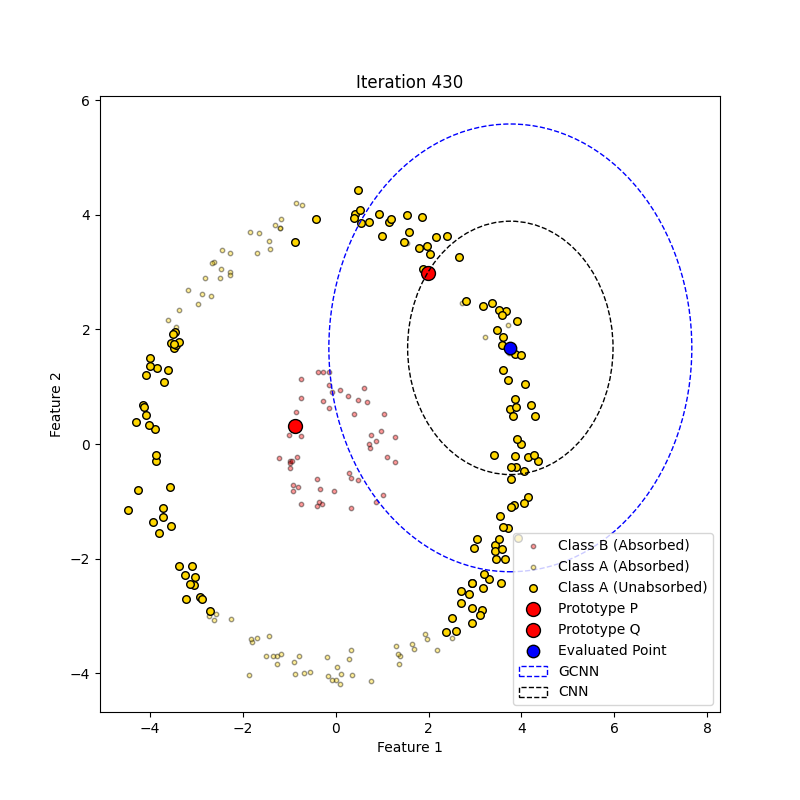 Iteration 430
6
4
2
0
−2
−4
Feature 2
−4
−2
0
2
4
6
8
Feature 1
Class B (Absorbed)
Class A (Absorbed)
Class A (Unabsorbed)
Prototype P
Prototype Q
Evaluated Point
GCNN
CNN